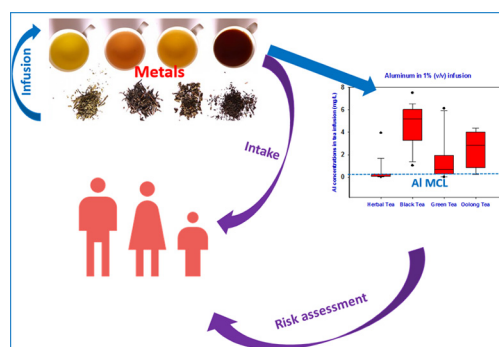 Infusion
Metals
Intake
Aluminum in 1% (v/v) infusion
Al concentrations in tea infusion (mg/L)
8
6
4
2
0
Al MCL
Herbal Tea Black Tea Green Tea Oolong Tea
Risk assessment